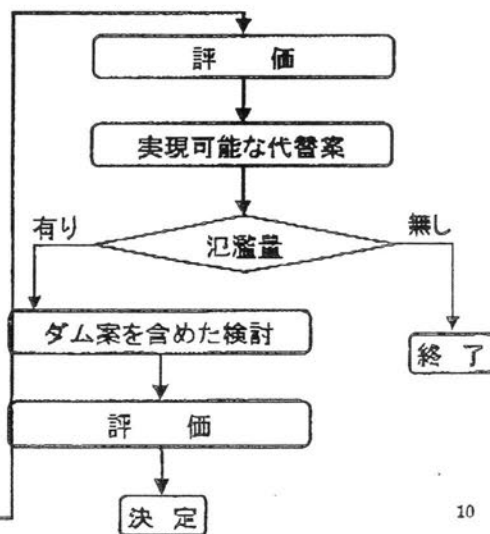 評　価
実現可能な代替案
氾濫量
有り
無し
ダム案を含めた検討
終 了
評　価
決 定
10